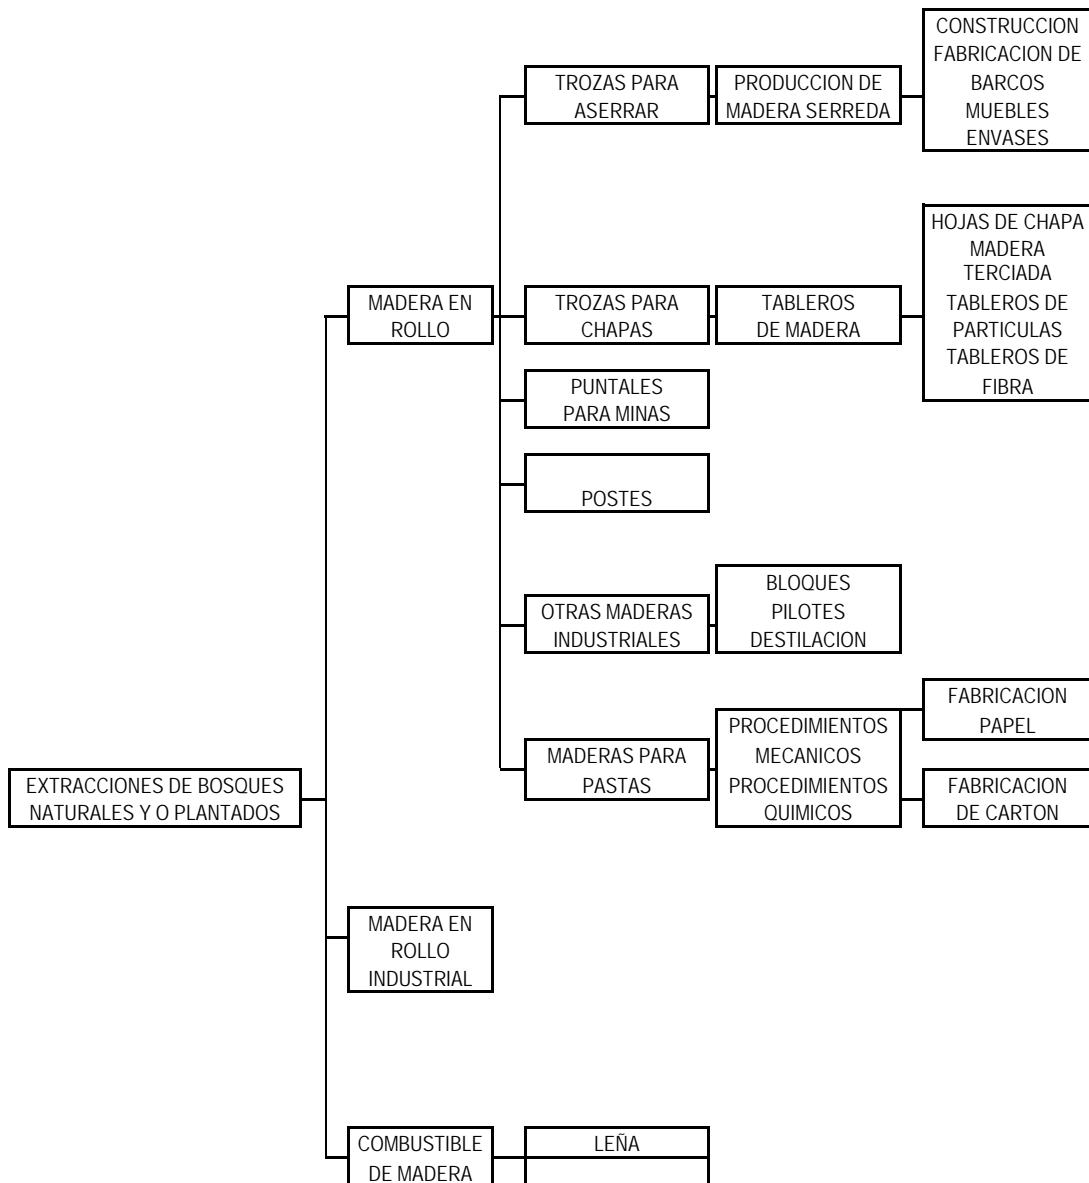 CONSTRUCCION
FABRICACION DE
BARCOS
MUEBLES
ENVASES
TROZAS PARA
ASERRAR
PRODUCCION DE
MADERA SERREDA
HOJAS DE CHAPA
MADERA
TERCIADA
TABLEROS DE
PARTICULAS
TABLEROS DE
FIBRA
MADERA EN
ROLLO
TROZAS PARA
CHAPAS
TABLEROS
DE MADERA
PUNTALES
PARA MINAS
POSTES
OTRAS MADERAS
INDUSTRIALES
BLOQUES
PILOTES
DESTILACION
MADERAS PARA
PASTAS
PROCEDIMIENTOS
MECANICOS
PROCEDIMIENTOS
QUIMICOS
FABRICACION
PAPEL
FABRICACION
DE CARTON
EXTRACCIONES DE BOSQUES
NATURALES Y O PLANTADOS
MADERA EN
ROLLO
INDUSTRIAL
COMBUSTIBLE
DE MADERA
LEÑA